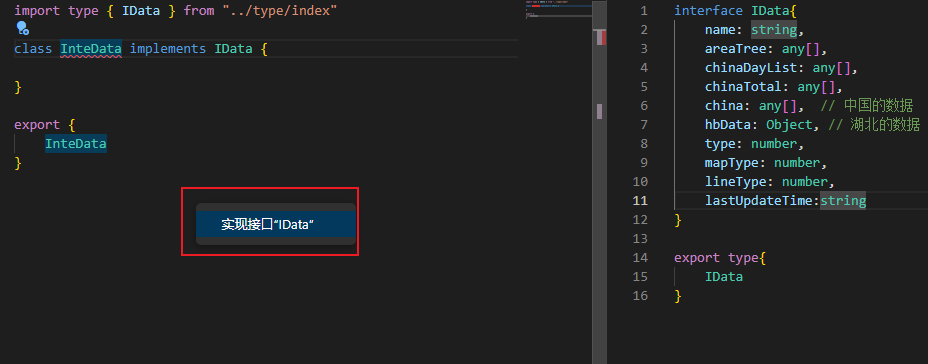 import type { IData } from "../type/index"
class InteData implements IData {
}
export {
InteData
}
实现接口“IData”
1 interface IData{
2 name: string,
3 areaTree: any[],
4 chinaDayList: any[],
5 chinaTotal: any[],
6 china: any[], // 中国的数据
7 hbData: Object, // 湖北的数据
8 type: number,
9 mapType: number,
10 lineType: number,
11 lastUpdateTime:string
12 }
13
14 export type{
15 IData
16 }